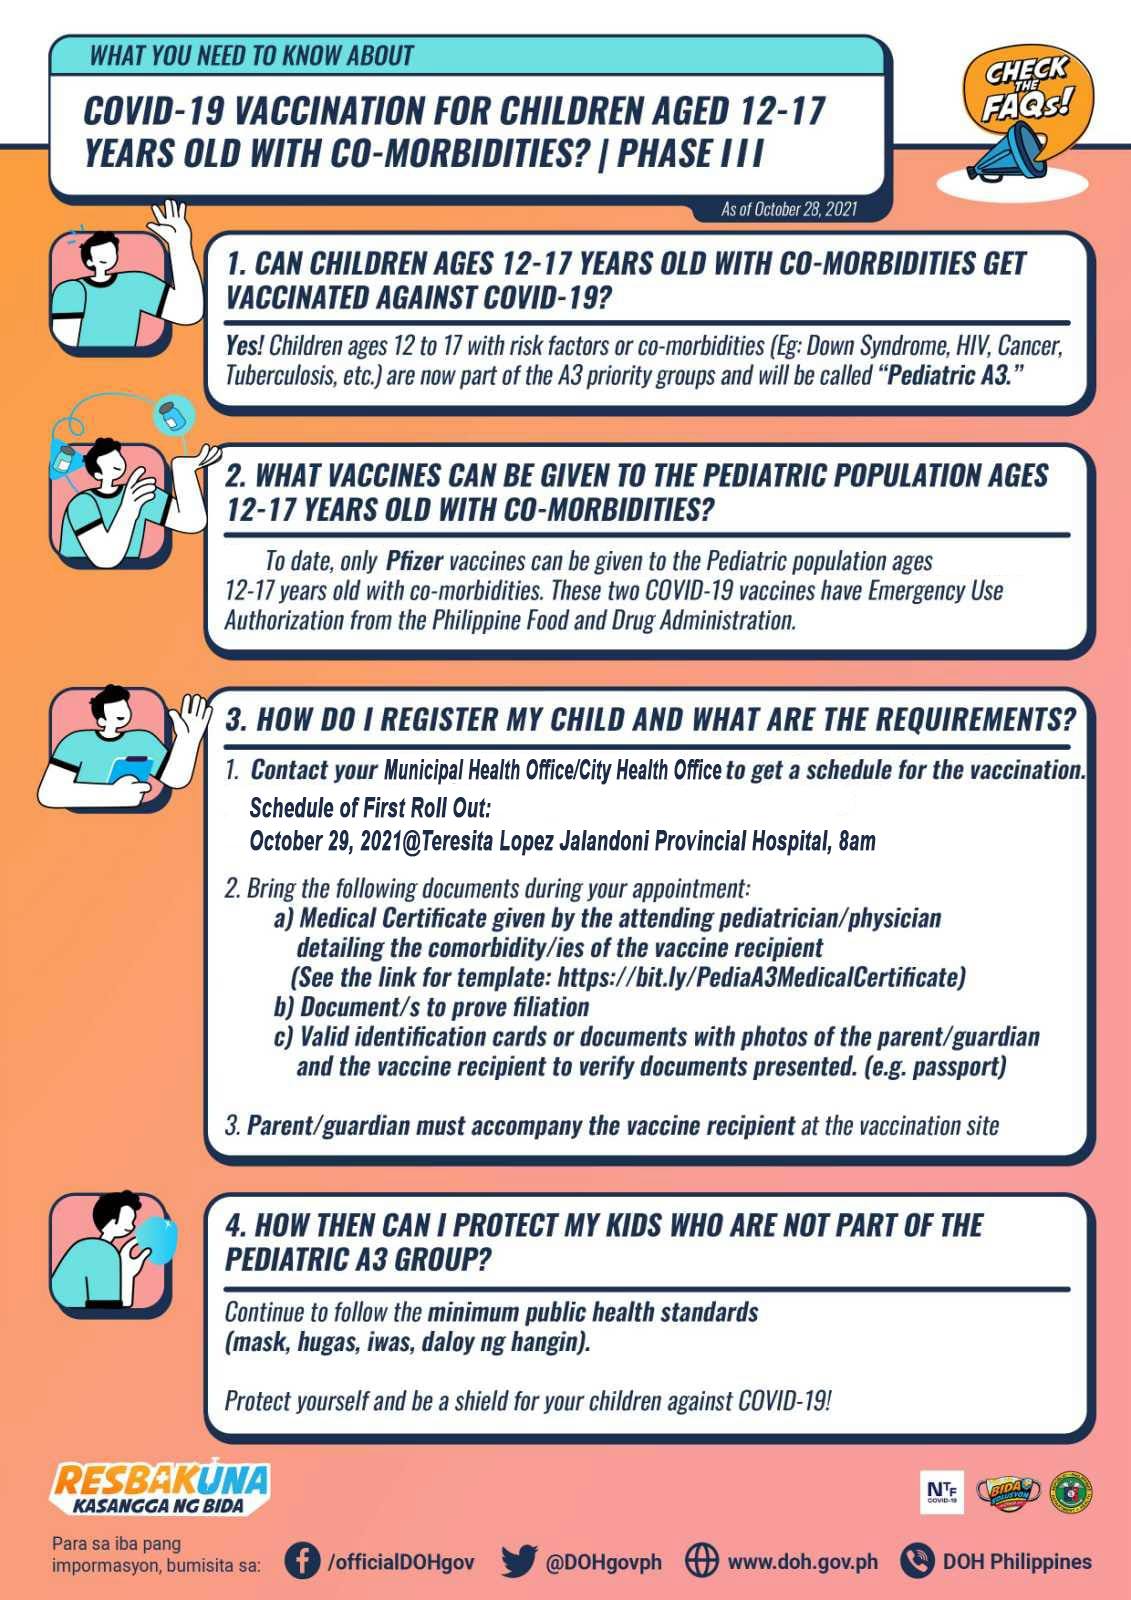 WHAT YOU NEED TO KNOW ABOUT
COVID-19 VACCINATION FOR CHILDREN AGED 12-17
YEARS OLD WITH CO-MORBIDITIES? | PHASE III
As of October 28, 2021
CHECK
THE
FAQs!
1. CAN CHILDREN AGES 12-17 YEARS OLD WITH CO-MORBIDITIES GET
VACCINATED AGAINST COVID-19?
Yes! Children ages 12 to 17 with risk factors or co-morbidities (Eg: Down Syndrome, HIV, Cancer,
Tuberculosis, etc.) are now part of the A3 priority groups and will be called “Pediatric A3.”
2. WHAT VACCINES CAN BE GIVEN TO THE PEDIATRIC POPULATION AGES
12-17 YEARS OLD WITH CO-MORBIDITIES?
To date, only Pfizer vaccines can be given to the Pediatric population ages
12-17 years old with co-morbidities. These two COVID-19 vaccines have Emergency Use
Authorization from the Philippine Food and Drug Administration.
3. HOW DO I REGISTER MY CHILD AND WHAT ARE THE REQUIREMENTS?
1. Contact your Municipal Health Office/City Health Office to get a schedule for the vaccination.
Schedule of First Roll Out:
October 29, 2021@Teresita Lopez Jalandoni Provincial Hospital, 8am
2. Bring the following documents during your appointment:
a) Medical Certificate given by the attending pediatrician/physician
detailing the comorbidity/ies of the vaccine recipient
(See the link for template: https://bit.ly/PediaA3MedicalCertificate)
b) Document/s to prove filiation
c) Valid identification cards or documents with photos of the parent/guardian
and the vaccine recipient to verify documents presented. (e.g. passport)
3. Parent/guardian must accompany the vaccine recipient at the vaccination site
4. HOW THEN CAN I PROTECT MY KIDS WHO ARE NOT PART OF THE
PEDIATRIC A3 GROUP?
Continue to follow the minimum public health standards
(mask, hugas, iwas, daloy ng hangin).
Protect yourself and be a shield for your children against COVID-19!
RESBAKUNA
KASANGGA NG BIDA
NTF
COVID-19
BIDA
SOLUSYON
Para sa iba pang
impormasyon, bumisita sa:
/officialDOHgov
@DOHgovph
www.doh.gov.ph
DOH Philippines